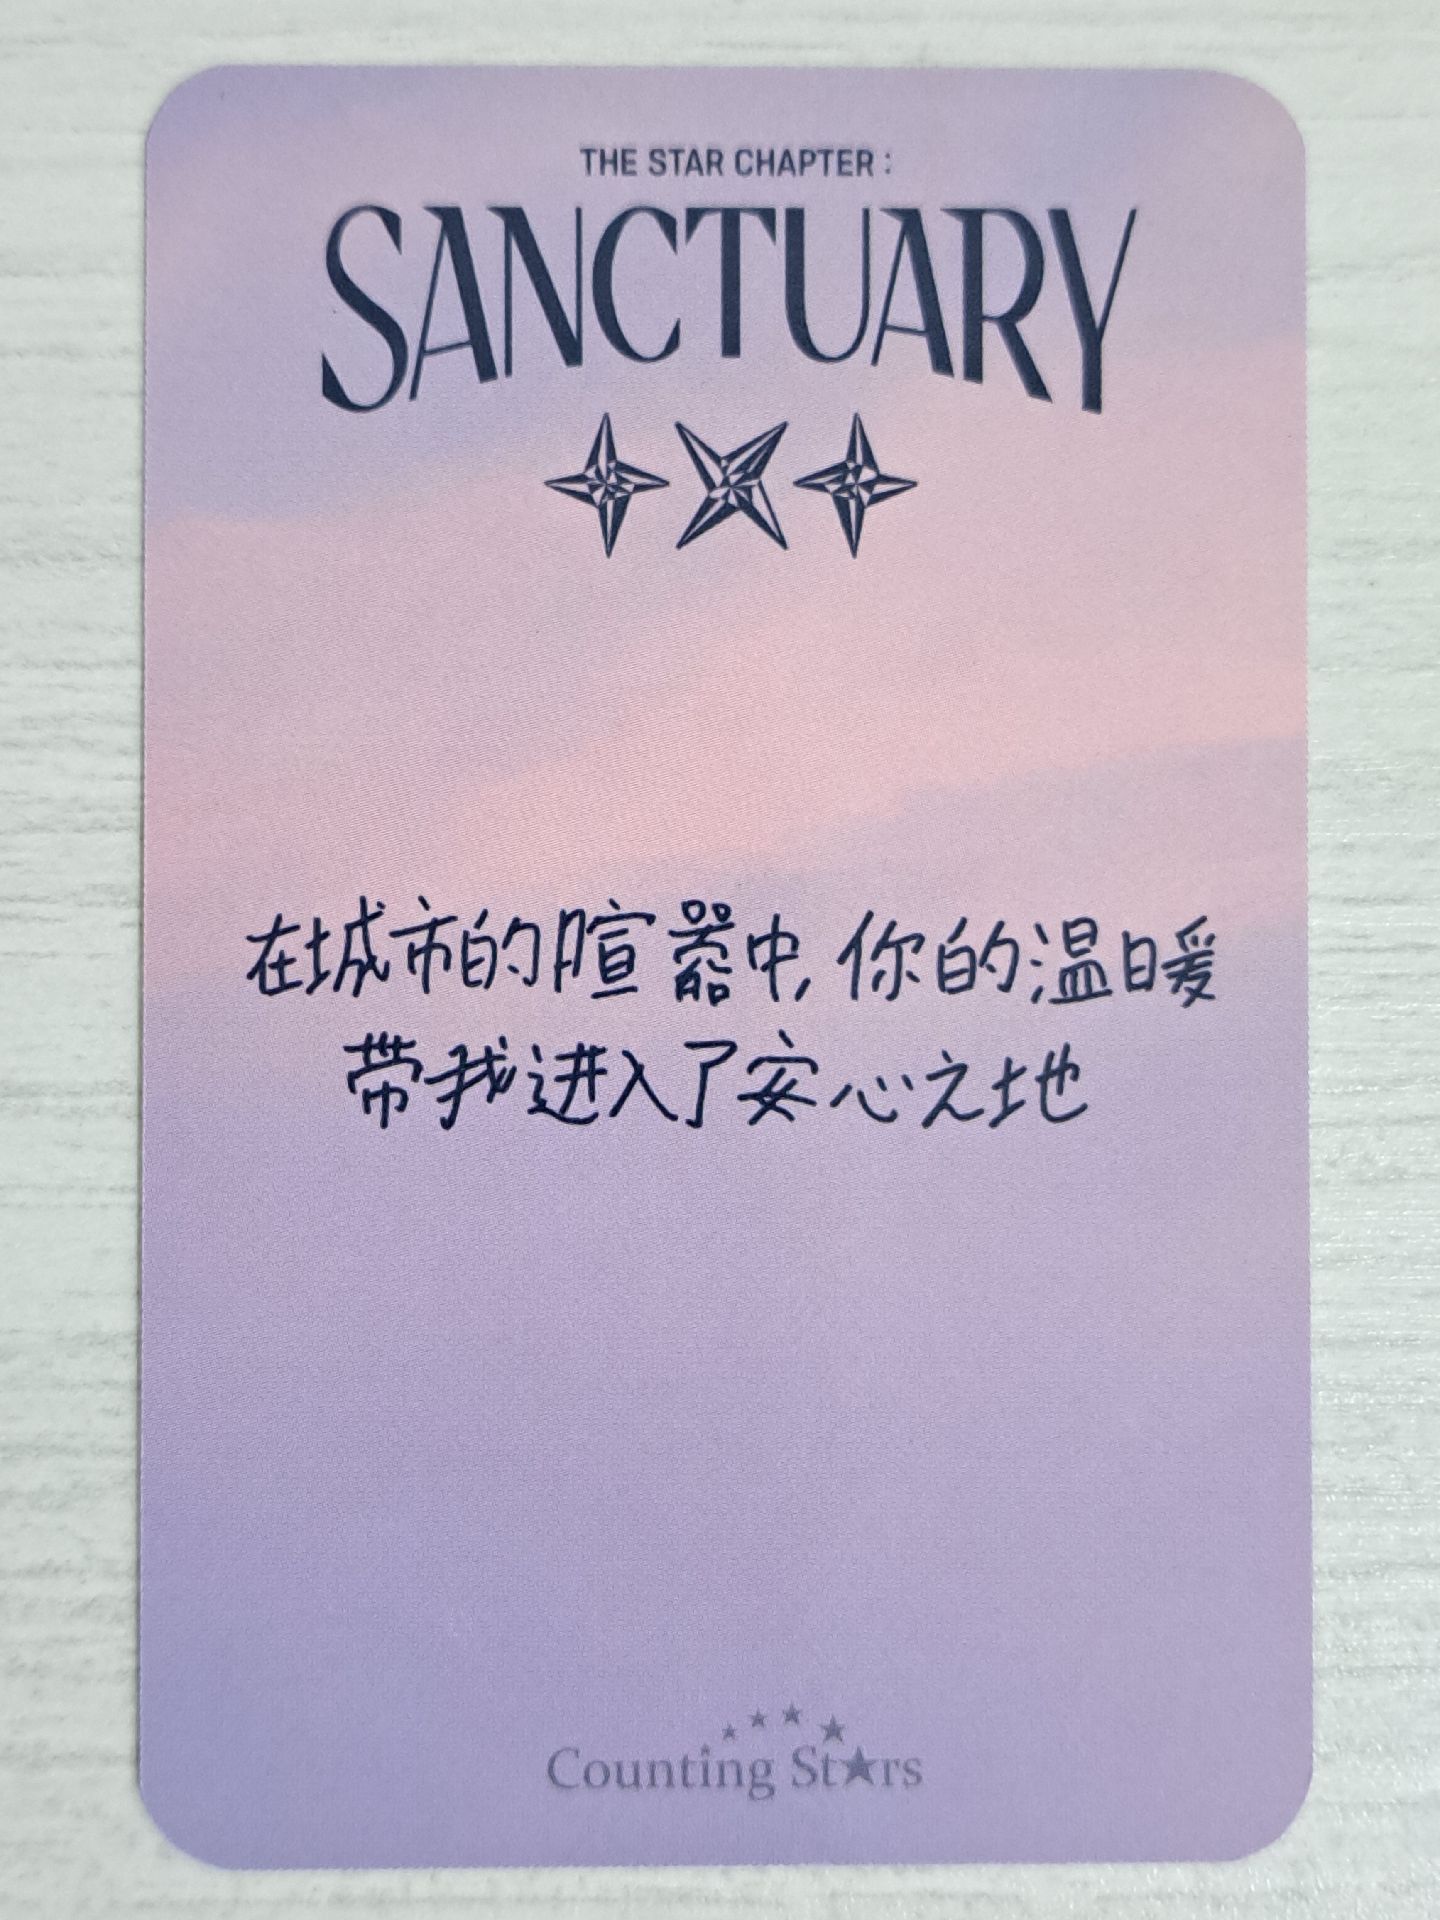 THE STAR CHAPTER :
SANCTUARY
在城市的喧嚣中,你的温暖
带我进入了安心之地
Counting Stars